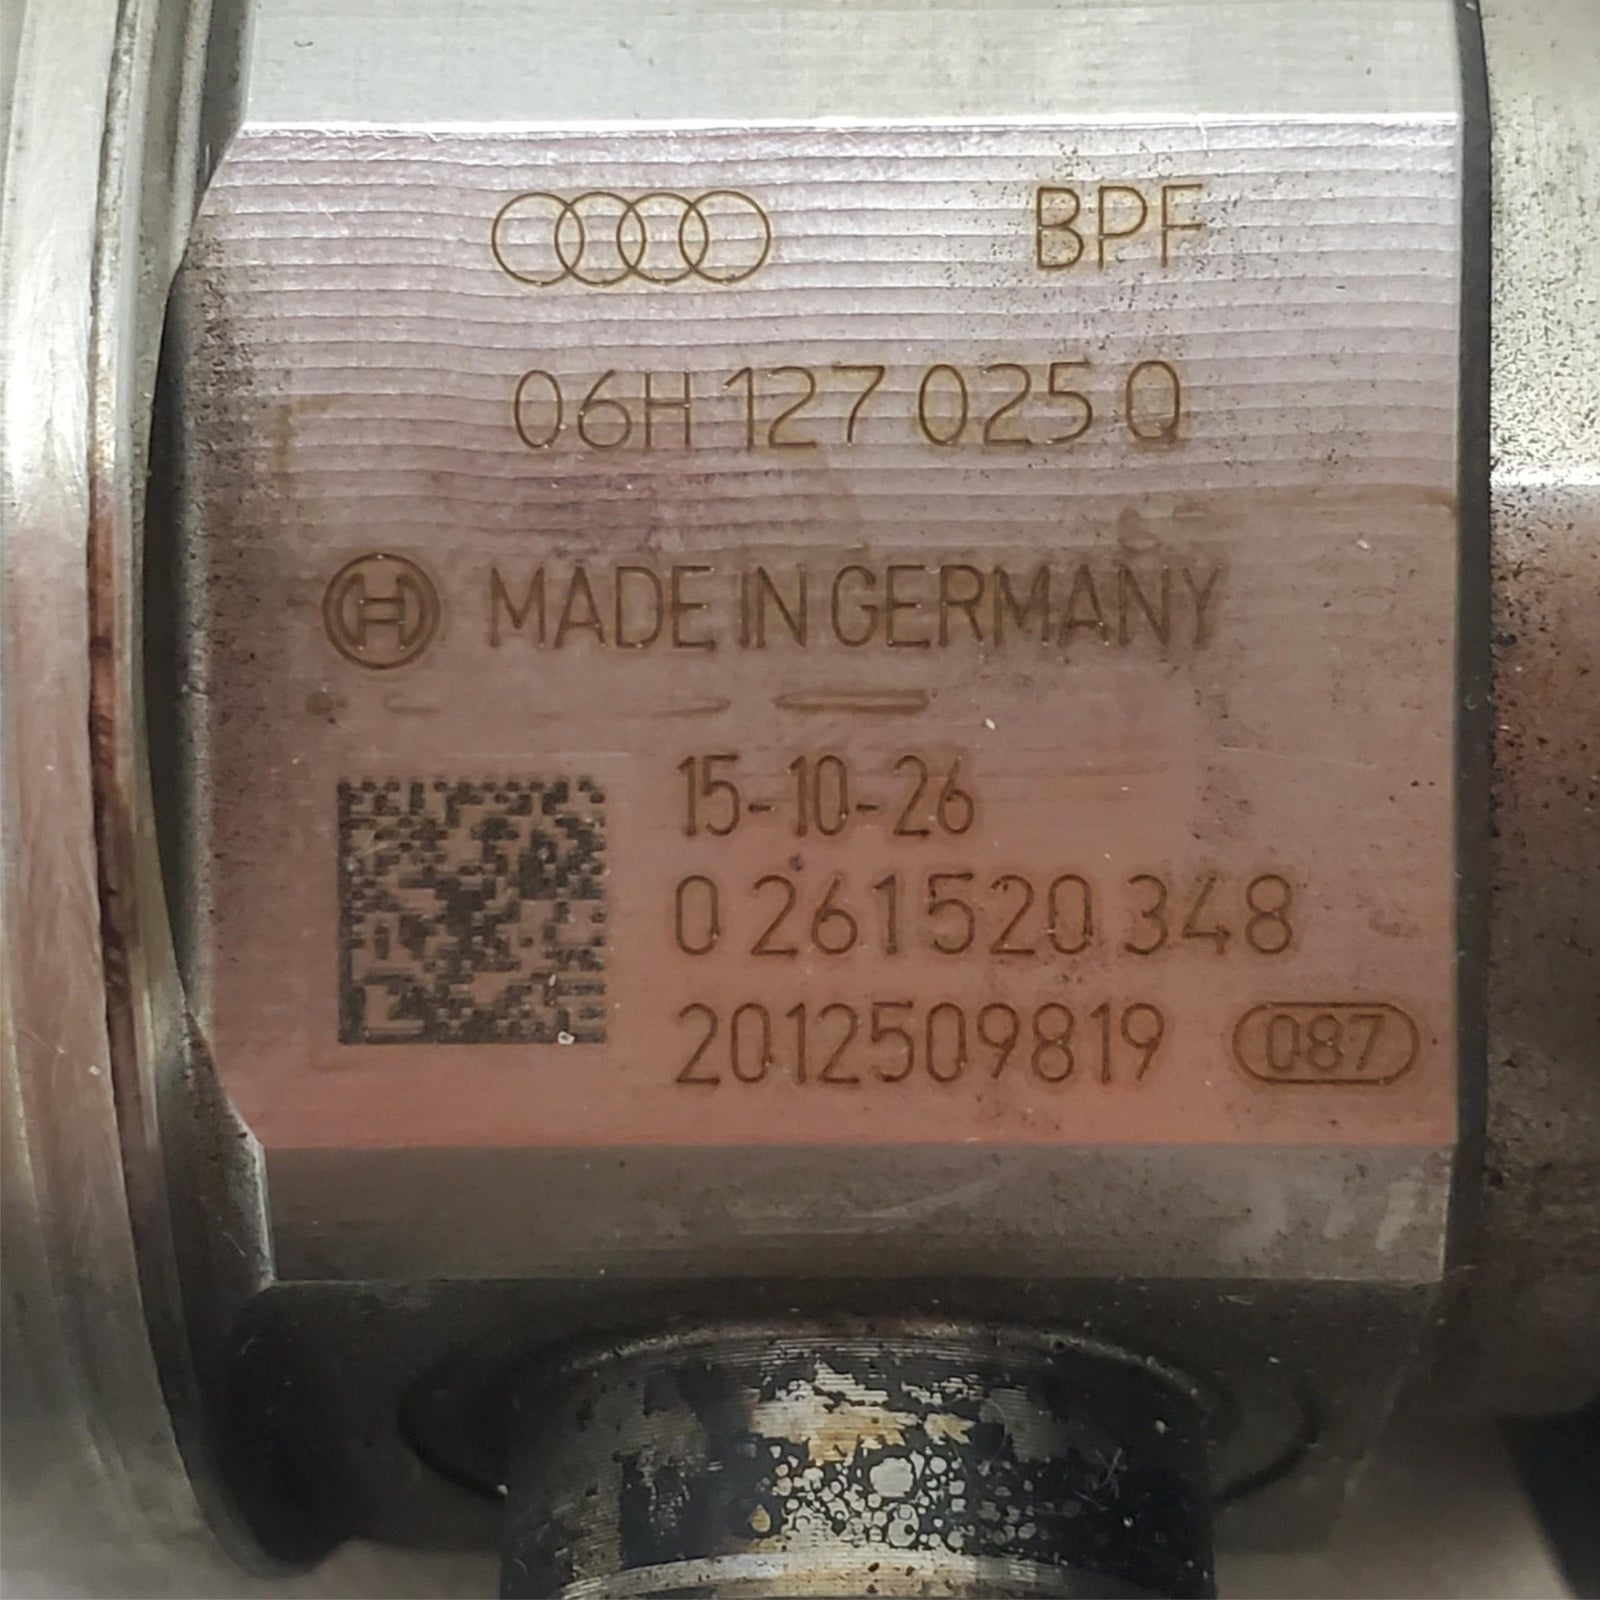 BPF
06H 127 025 Q
MADE IN GERMANY
15-10-26
0 261 520 348
2012509819 087